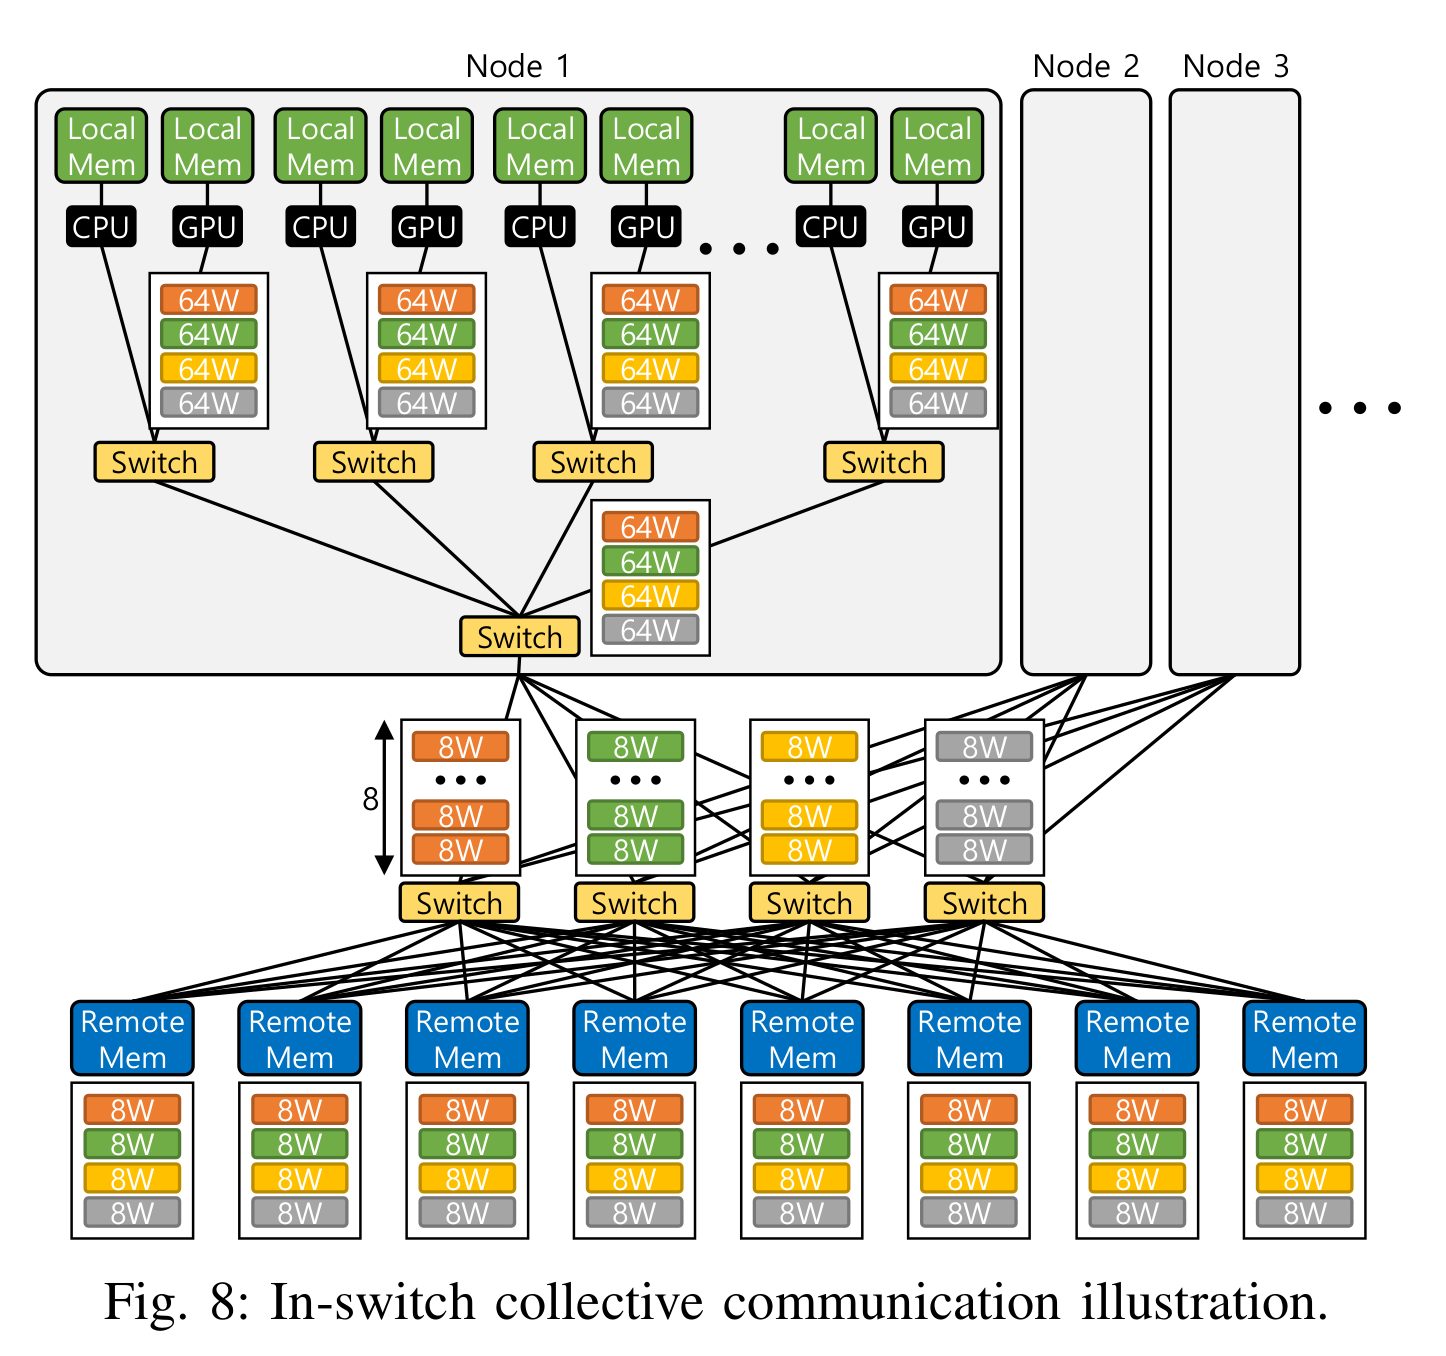 Node 1 Node 2 Node 3
Local Local Local Local Local Local Local Local
Mem Mem Mem Mem Mem Mem Mem Mem
CPU GPU CPU GPU CPU GPU • • • CPU GPU
64W 64W 64W 64W
64W 64W 64W 64W
64W 64W 64W 64W
64W 64W 64W 64W
• • •
Switch Switch Switch Switch
64W
64W
64W
64W
Switch
8W 8W 8W 8W
• • • • • • • • • • • •
8
8W 8W 8W 8W
8W 8W 8W 8W
Switch Switch Switch Switch
Remote Remote Remote Remote Remote Remote Remote Remote
Mem Mem Mem Mem Mem Mem Mem Mem
8W 8W 8W 8W 8W 8W 8W 8W
8W 8W 8W 8W 8W 8W 8W 8W
8W 8W 8W 8W 8W 8W 8W 8W
8W 8W 8W 8W 8W 8W 8W 8W
Fig. 8: In-switch collective communication illustration.